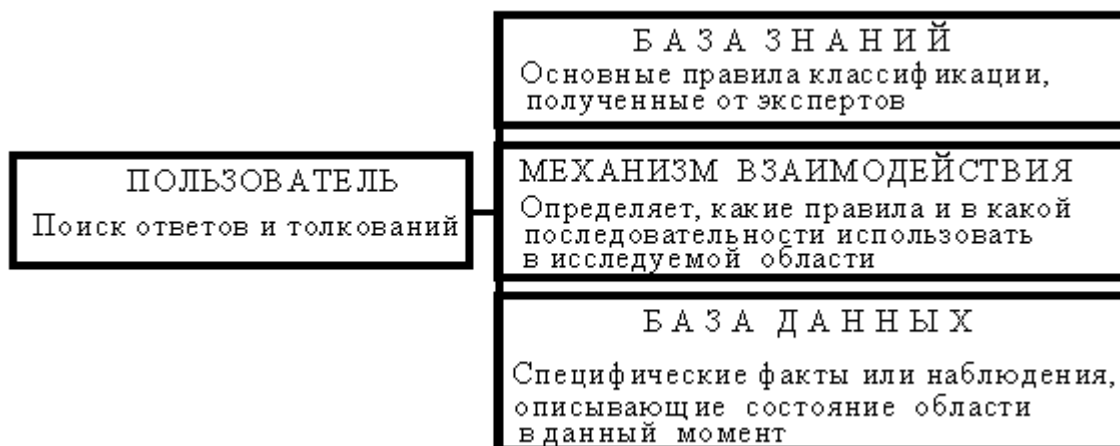 БАЗА ЗНАНИЙ
Основные правила классификации,
полученные от экспертов
ПОЛЬЗОВАТЕЛЬ
Поиск ответов и толкований
МЕХАНИЗМ ВЗАИМОДЕЙСТВИЯ
Определяет, какие правила и в какой
последовательности использовать
в исследуемой области
БАЗА ДАННЫХ
Специфические факты или наблюдения,
описывающие состояние области
в данный момент